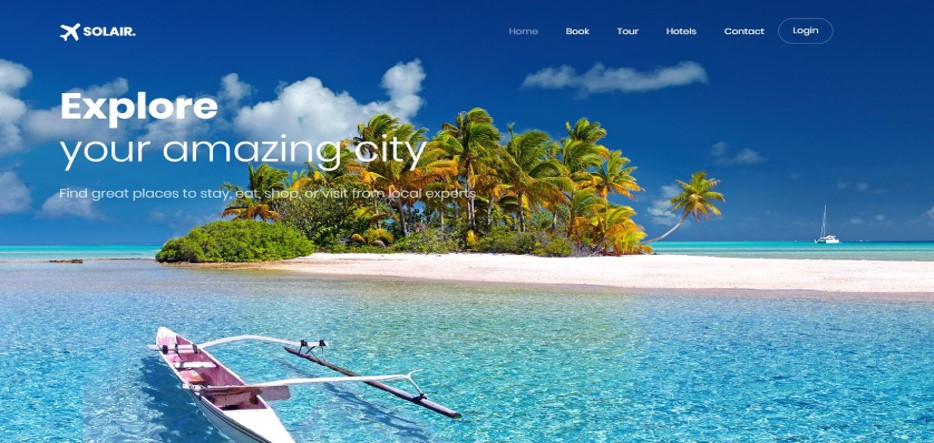 SOLAIR.
Home Book Tour Hotels Contact Login
Explore
your amazing city
Find great places to stay, eat, shop, or visit from local experts